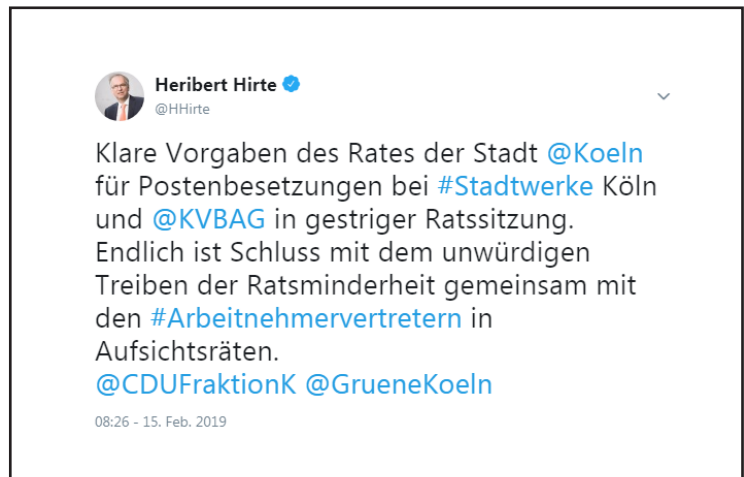 Heribert Hirte
@HHirte
Klare Vorgaben des Rates der Stadt @Koeln
für Postenbesetzungen bei #Stadtwerke Köln
und @KVBAG in gestriger Ratssitzung.
Endlich ist Schluss mit dem unwürdigen
Treiben der Ratsminderheit gemeinsam mit
den #Arbeitnehmervertretern in
Aufsichtsräten.
@CDUFraktionK @GrueneKoeln
08:26 - 15. Feb. 2019